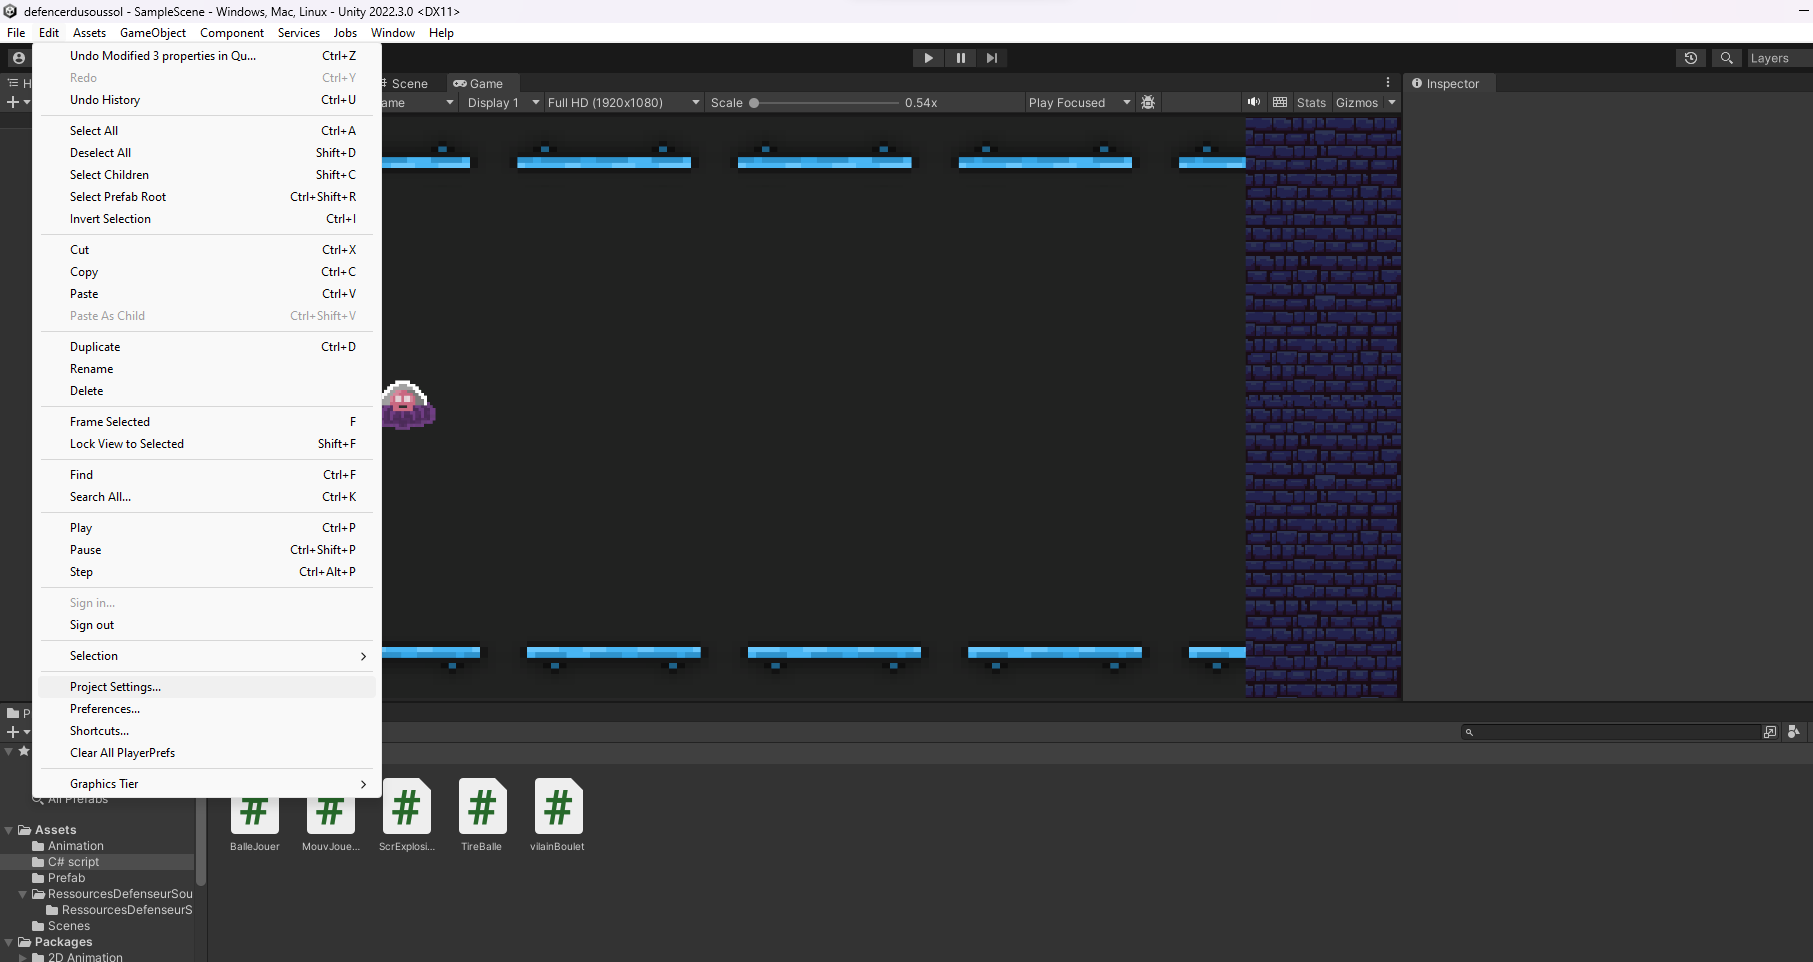 defencerdusoussol - SampleScene - Windows, Mac, Linux - Unity 2022.3.0 <DX11>
File Edit Assets GameObject Component Services Jobs Window Help
Undo Modified 3 properties in Qu... Ctrl+Z
Redo Ctrl+Y
Undo History Ctrl+U
Select All Ctrl+A
Deselect All Shift+D
Select Children Shift+C
Select Prefab Root Ctrl+Shift+R
Invert Selection Ctrl+I
Cut Ctrl+X
Copy Ctrl+C
Paste Ctrl+V
Paste As Child Ctrl+Shift+V
Duplicate Ctrl+D
Rename
Delete
Frame Selected F
Lock View to Selected Shift+F
Find Ctrl+F
Search All... Ctrl+K
Play Ctrl+P
Pause Ctrl+Shift+P
Step Ctrl+Alt+P
Sign in...
Sign out
Selection
Project Settings...
Preferences...
Shortcuts...
Clear All PlayerPrefs
Graphics Tier
Layers
H
# Scene Game
Inspector
ame Display 1 Full HD (1920x1080) Scale 0.54x Play Focused Stats Gizmos
P
All Prefabs
Assets
Animation
C# script
Prefab
RessourcesDefenseurSou
RessourcesDefenseurS
Scenes
Packages
2D Animation
# # # # #
BalleJouer MouvJoue... ScrExplosi... TireBalle vilainBoulet